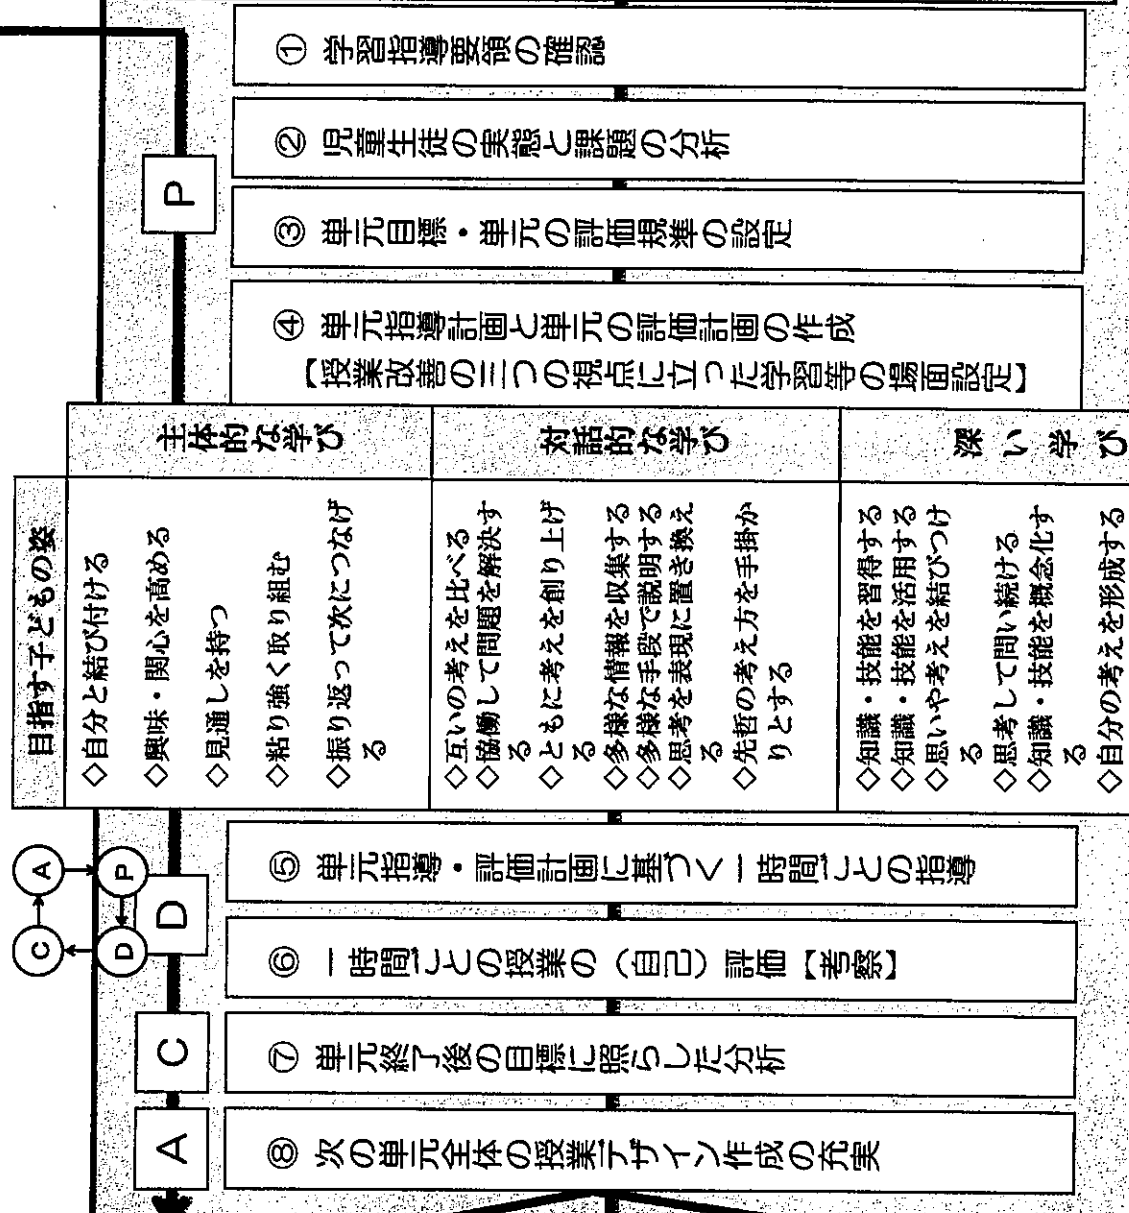 P
① 学習指導要領の確認
② 児童生徒の実態と課題の分析
③ 単元目標・単元の評価規準の設定
④ 単元指導計画と単元の評価計画の作成
【授業改善の三つの視点に立った学習等の場面設定】
目指す子どもの姿
主体的な学び
◇自分と結び付ける
◇興味・関心を高める
◇見通しを持つ
◇粘り強く取り組む
◇振り返って次につなげ
る
対話的な学び
◇互いの考えを比べる
◇協働して問題を解決す
る
◇ともに考えを創り上げ
る
◇多様な情報を収集する
◇多様な手段で説明する
◇思考を表現に置き換え
る
◇先哲の考え方を手掛か
りとする
深い学び
◇知識・技能を習得する
◇知識・技能を活用する
◇思いや考えを結びつけ
る
◇思考して問い続ける
◇知識・技能を概念化す
る
◇自分の考えを形成する
A
P
C
D
D
⑤ 単元指導・評価計画に基づく一時間ごとの指導
⑥ 一時間ごとの授業の（自己）評価【考察】
C
⑦ 単元終了後の目標に照らした分析
A
⑧ 次の単元全体の授業デザイン作成の充実